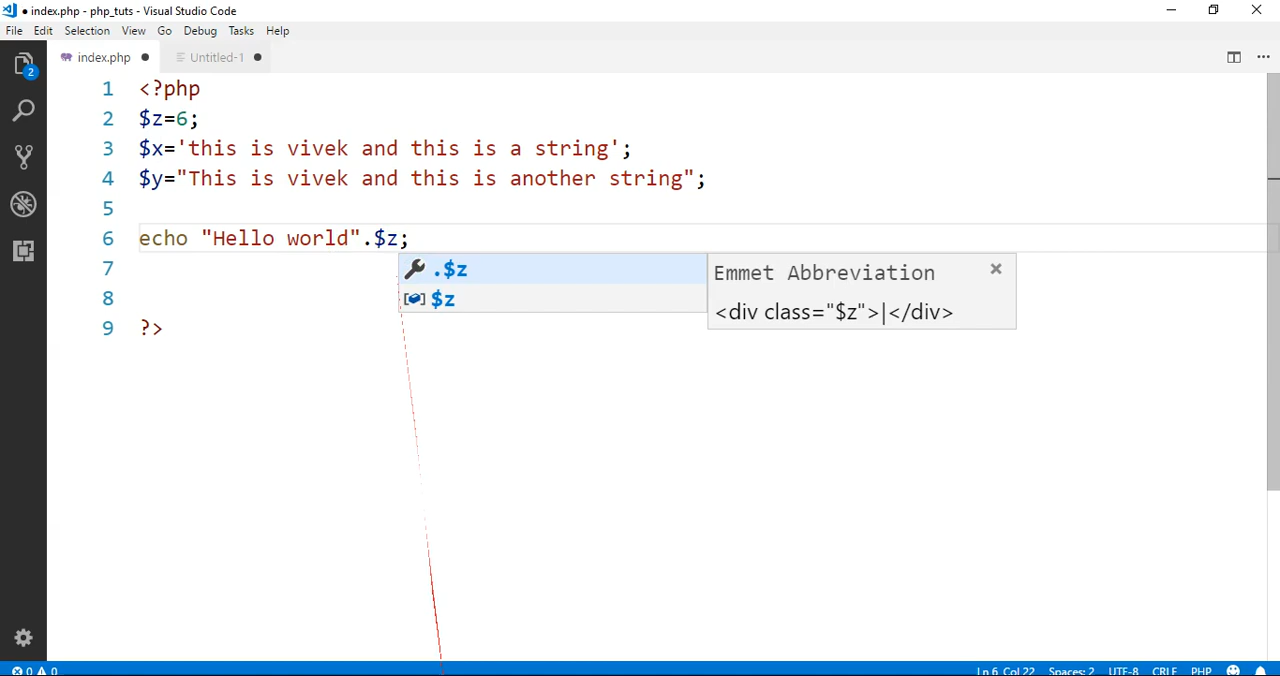 ● index.php - php_tuts - Visual Studio Code
File Edit Selection View Go Debug Tasks Help
index.php ● Untitled-1 ●
2
1 <?php
2 $z=6;
3 $x='this is vivek and this is a string';
4 $y="This is vivek and this is another string";
5
6 echo "Hello world".$z;
7 .$z Emmet Abbreviation
8 $z <div class="$z">|</div>
9 ?>
0 0 Ln 6, Col 22 Spaces: 2 UTF-8 CRLF PHP